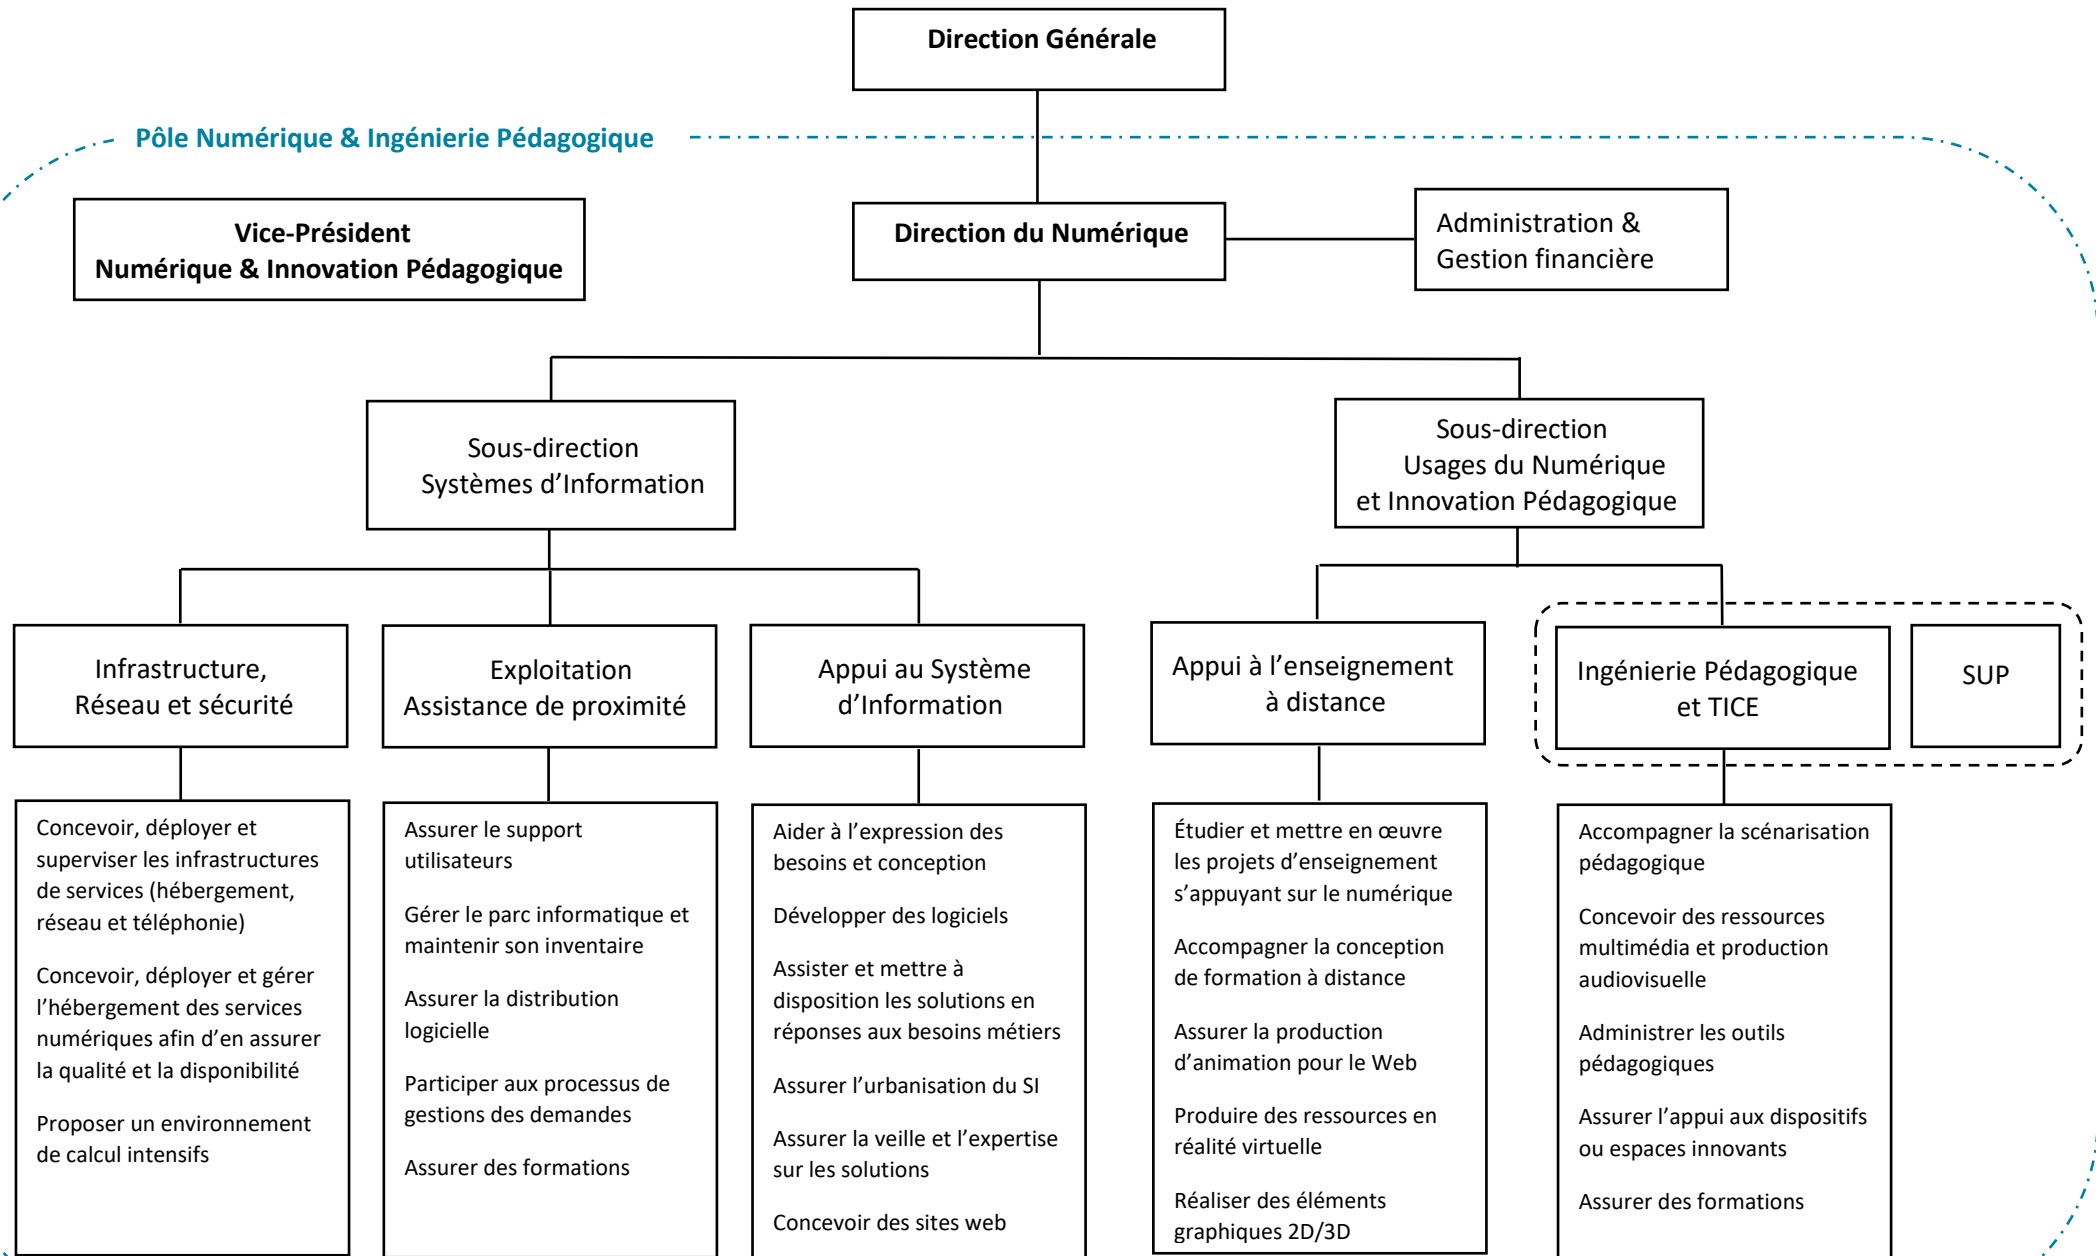 Direction Générale
Pôle Numérique & Ingénierie Pédagogique
Vice-Président
Numérique & Innovation Pédagogique
Direction du Numérique
Administration &
Gestion financière
Sous-direction
Systèmes d’Information
Sous-direction
Usages du Numérique
et Innovation Pédagogique
Infrastructure,
Réseau et sécurité
Exploitation
Assistance de proximité
Appui au Système
d’Information
Appui à l’enseignement
à distance
Ingénierie Pédagogique
et TICE
SUP
Concevoir, déployer et
superviser les infrastructures
de services (hébergement,
réseau et téléphonie)
Concevoir, déployer et gérer
l’hébergement des services
numériques afin d’en assurer
la qualité et la disponibilité
Proposer un environnement
de calcul intensifs
Assurer le support
utilisateurs
Gérer le parc informatique et
maintenir son inventaire
Assurer la distribution
logicielle
Participer aux processus de
gestions des demandes
Assurer des formations
Aider à l’expression des
besoins et conception
Développer des logiciels
Assister et mettre à
disposition les solutions en
réponses aux besoins métiers
Assurer l’urbanisation du SI
Assurer la veille et l’expertise
sur les solutions
Concevoir des sites web
Étudier et mettre en œuvre
les projets d’enseignement
s’appuyant sur le numérique
Accompagner la conception
de formation à distance
Assurer la production
d’animation pour le Web
Produire des ressources en
réalité virtuelle
Réaliser des éléments
graphiques 2D/3D
Accompagner la scénarisation
pédagogique
Concevoir des ressources
multimédia et production
audiovisuelle
Administrer les outils
pédagogiques
Assurer l’appui aux dispositifs
ou espaces innovants
Assurer des formations